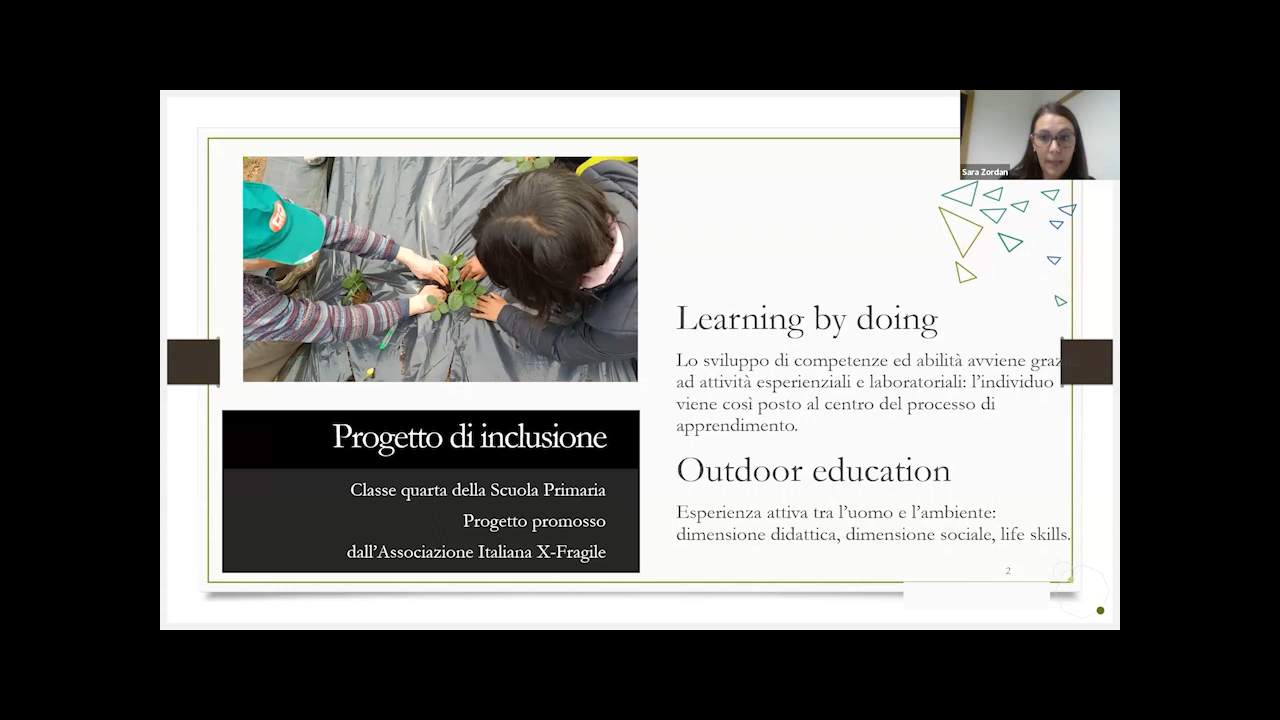 Sara Zordan
Progetto di inclusione
Classe quarta della Scuola Primaria
Progetto promosso
dall'Associazione Italiana X-Fragile
Learning by doing
Lo sviluppo di competenze ed abilità avviene
ad attività esperienziali e laboratoriali: l'individuo
viene così posto al centro del processo di
apprendimento.
Outdoor education
Esperienza attiva tra l'uomo e l'ambiente:
dimensione didattica, dimensione sociale, life skills.
2